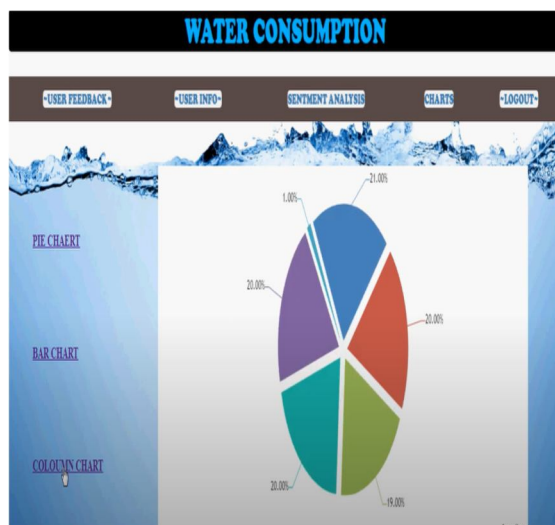 WATER CONSUMPTION
~USER FEEDBACK~ ~USER INFO~ SENTMENT ANALYSIS CHARTS ~LOGOUT~
PIE CHAERT
BAR CHART
COLOUMN CHART
21.00%
1.00%
20.00%
20.00%
20.00%
19.00%